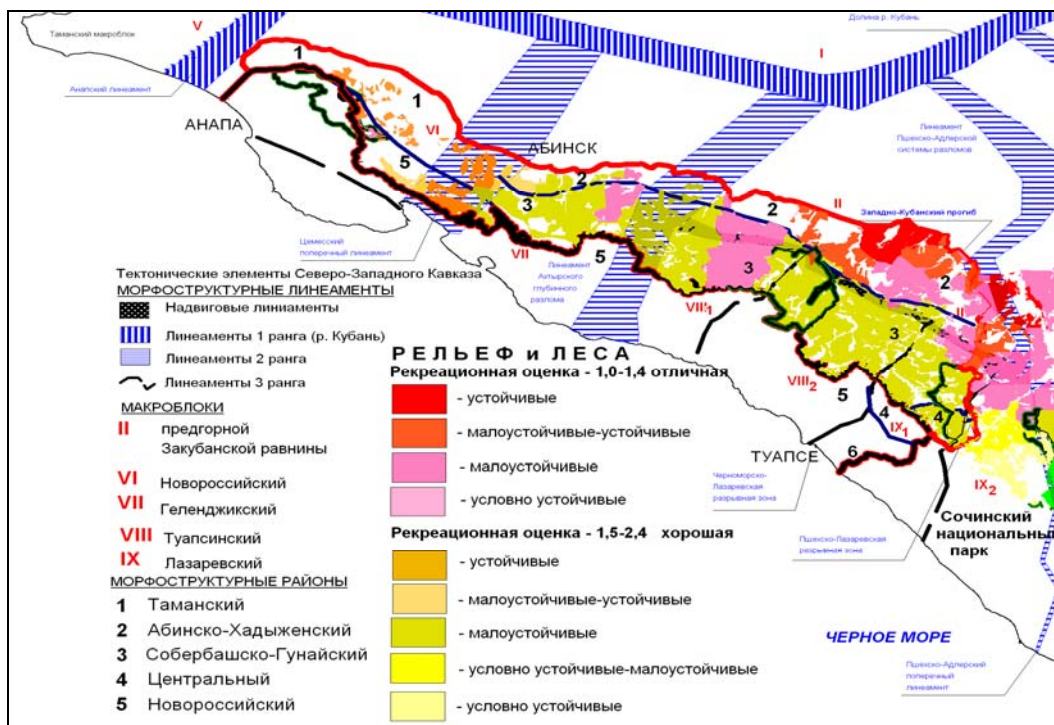 Таманский макроблок
V
Долина р. Кубань
I
1
Анапский линеамент
1
АНАПА
VI
Линеамент
Пшехско-Адлерской
системы разломов
АБИНСК
5
2
3
2
II
Западно-Кубанский прогиб
Цемесский
поперечный линеамент
VII
5
Линеамент
Ахтырского
глубинного
разлома
3
2
II
VII'1
3
VIII2
5
4
4
IX1
ТУАПСЕ
6
IX2
Черноморско-
Лазаревская
разрывная зона
Пшехско-Лазаревская
разрывная зона
Сочинский
национальный
парк
ЧЕРНОЕ МОРЕ
Пшехско-Адлерский
поперечный
линеамент
Тектонические элементы Северо-Западного Кавказа
МОРФОСТРУКТУРНЫЕ ЛИНЕАМЕНТЫ
Надвиговые линиаменты
Линеаменты 1 ранга (р. Кубань)
Линеаменты 2 ранга
Линеаменты 3 ранга
МАКРОБЛОКИ
II предгорной
Закубанской равнины
VI Новороссийский
VII Геленджикский
VIII Туапсинский
IX Лазаревский
МОРФОСТРУКТУРНЫЕ РАЙОНЫ
1 Таманский
2 Абинско-Хадыженский
3 Собербашско-Гунайский
4 Центральный
5 Новороссийский
РЕЛЬЕФ и ЛЕСА
Рекреационная оценка - 1,0-1,4 отличная
- устойчивые
- малоустойчивые-устойчивые
- малоустойчивые
- условно устойчивые
Рекреационная оценка - 1,5-2,4 хорошая
- устойчивые
- малоустойчивые-устойчивые
- малоустойчивые
- условно устойчивые-малоустойчивые
- условно устойчивые